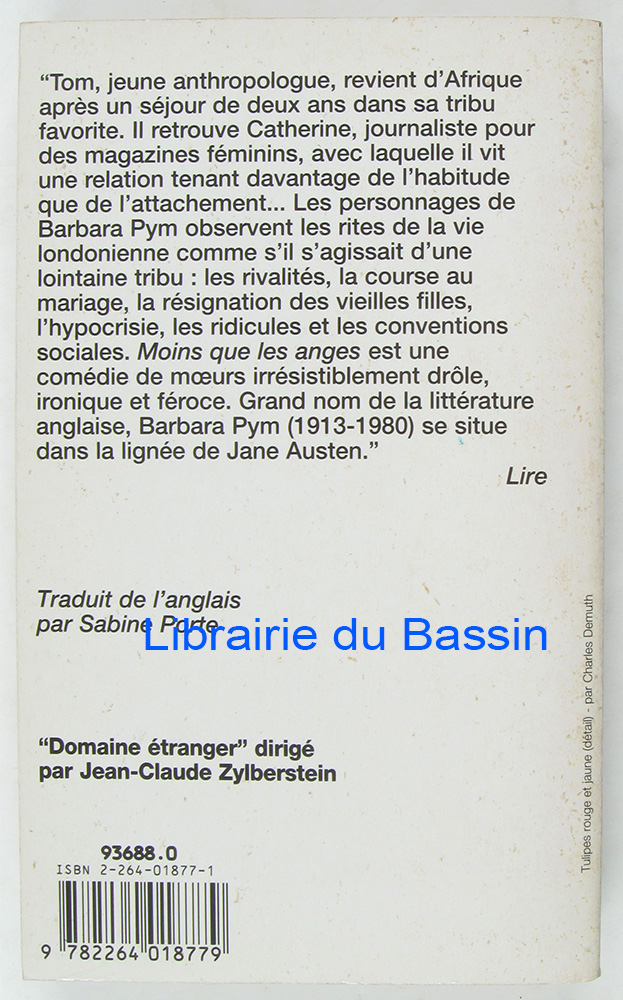 “Tom, jeune anthropologue, revient d’Afrique
après un séjour de deux ans dans sa tribu
favorite. Il retrouve Catherine, journaliste pour
des magazines féminins, avec laquelle il vit
une relation tenant davantage de l’habitude
que de l’attachement... Les personnages de
Barbara Pym observent les rites de la vie
londonienne comme s’il s’agissait d’une
lointaine tribu : les rivalités, la course au
mariage, la résignation des vieilles filles,
l’hypocrisie, les ridicules et les conventions
sociales. Moins que les anges est une
comédie de mœurs irrésistiblement drôle,
ironique et féroce. Grand nom de la littérature
anglaise, Barbara Pym (1913-1980) se situe
dans la lignée de Jane Austen.”
Lire
Traduit de l’anglais
par Sabine Porte
Librairie du Bassin
“Domaine étranger” dirigé
par Jean-Claude Zylberstein
Tulipes rouge et jaune (détail) - par Charles Demuth
93688.0
ISBN 2-264-01877-1
9 782264 018779